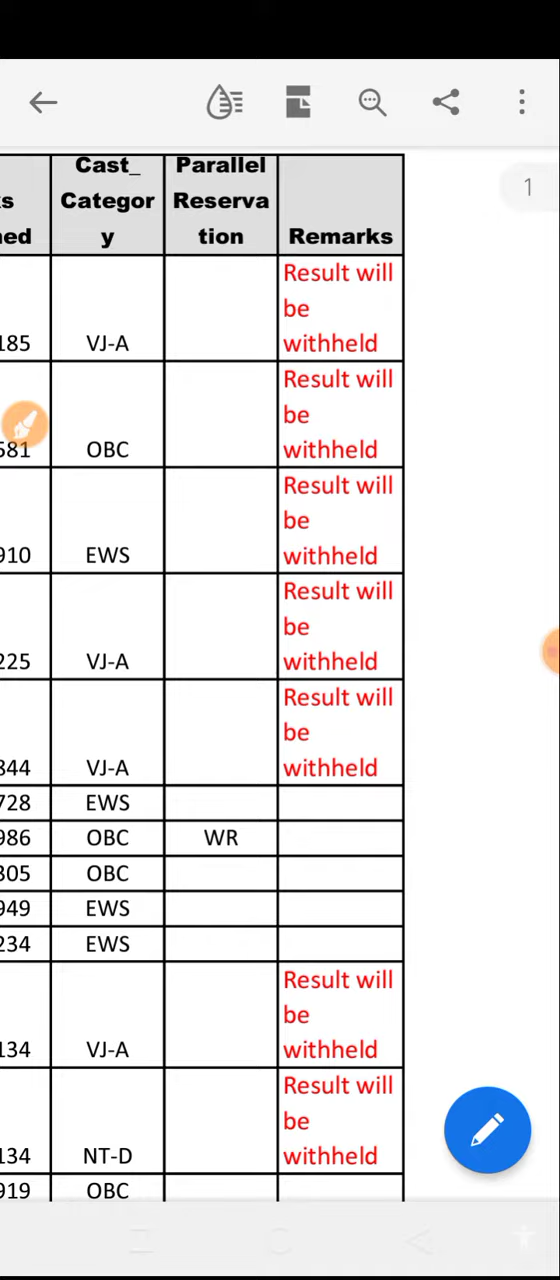 1
Cast_ Parallel
Categor Reserva
y tion Remarks
Result will
be
185 VJ-A withheld
Result will
be
OBC withheld
Result will
be
910 EWS withheld
Result will
be
225 VJ-A withheld
Result will
be
VJ-A withheld
728 EWS
986 OBC WR
OBC
949 EWS
234 EWS
Result will
be
134 VJ-A withheld
Result will
be
134 NT-D withheld
919 OBC